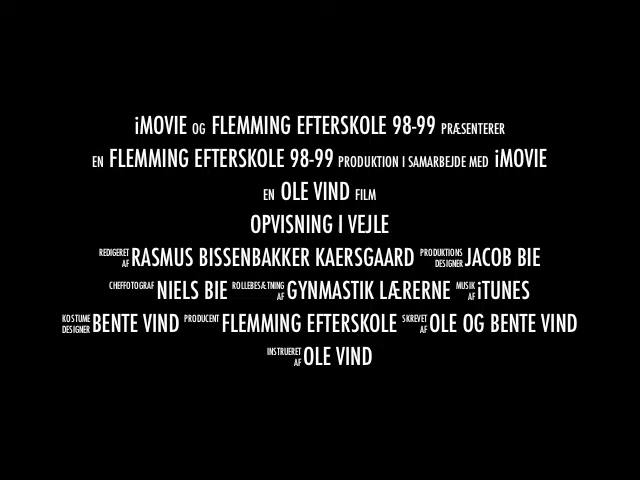 iMOVIE OG FLEMMING EFTERSKOLE 98-99 PRÆSENTERER
EN FLEMMING EFTERSKOLE 98-99 PRODUKTION I SAMARBEJDE MED iMOVIE
EN OLE VIND FILM
OPVISNING I VEJLE
REDIGERET AF RASMUS BISSENBAKKER KAERSGAARD PRODUKTIONS DESIGNER JACOB BIE
CHEFFOTOGRAF NIELS BIE ROLLEBESÆTNING AF GYNMASTIK LÆRERNE MUSIK AF iTUNES
KOSTUME DESIGNER BENTE VIND PRODUCENT FLEMMING EFTERSKOLE SKREVET AF OLE OG BENTE VIND
INSTRUERET AF OLE VIND